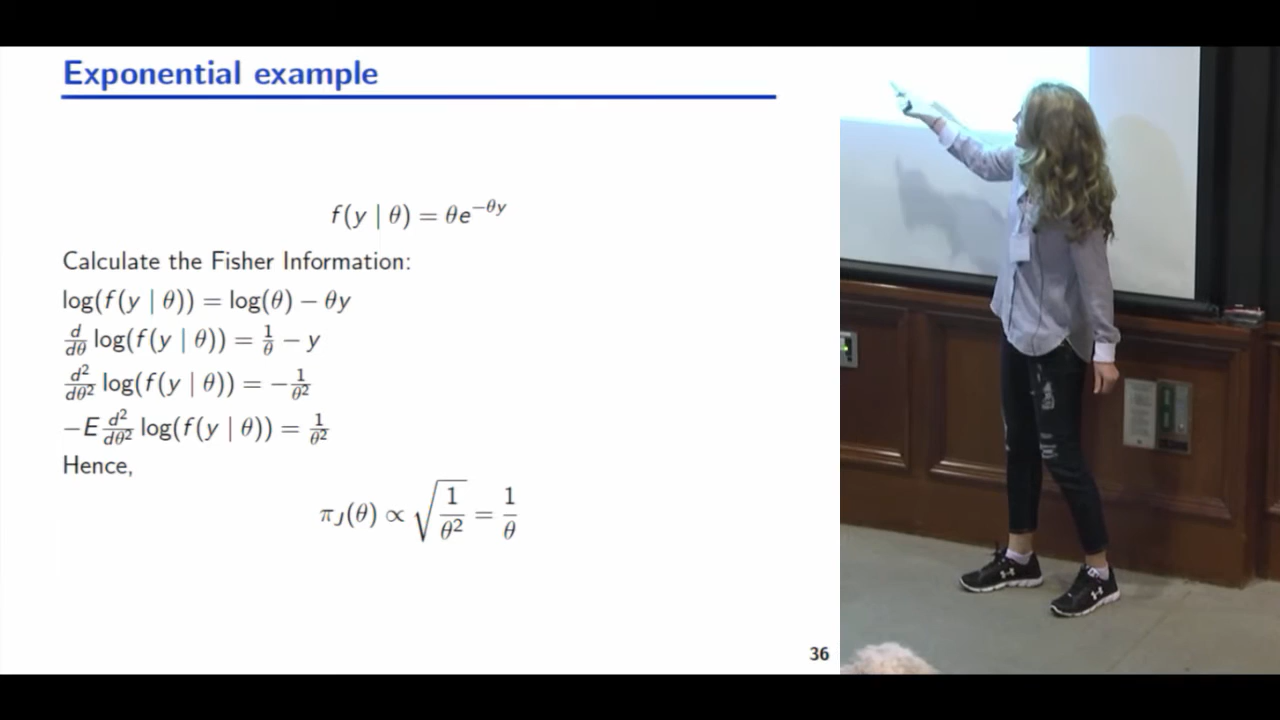 Exponential example
f(y | θ) = θe^{−θy}
Calculate the Fisher Information:
log(f(y | θ)) = log(θ) − θy
d/dθ log(f(y | θ)) = 1/θ − y
d²/dθ² log(f(y | θ)) = −1/θ²
−E d²/dθ² log(f(y | θ)) = 1/θ²
Hence,
π_J(θ) ∝ √(1/θ²) = 1/θ
36